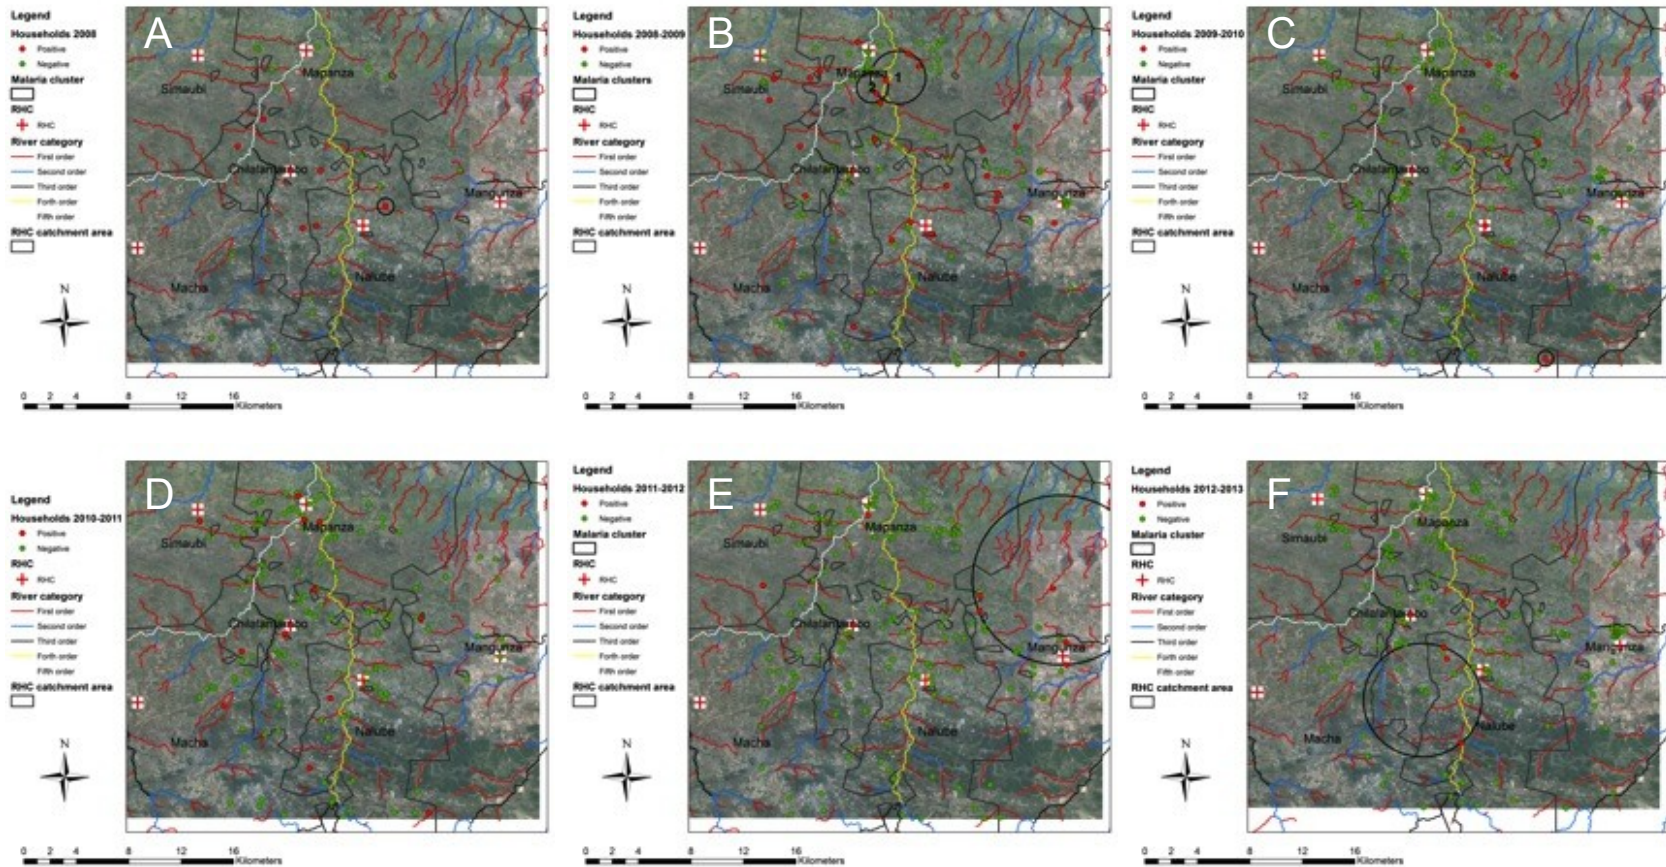 A
Legend
Households 2008
Positive
Negative
Malaria cluster
RHC
RHC
River category
First order
Second order
Third order
Forth order
Fifth order
RHC catchment area
N
0 2 4 8 12 16
Kilometers
Mapanza
Simaubi
Chilalantambo
Mangunza
Nalube
Macha
B
Legend
Households 2008-2009
Positive
Negative
Malaria clusters
RHC
RHC
River category
First order
Second order
Third order
Forth order
Fifth order
RHC catchment area
N
0 2 4 8 12 16
Kilometers
Mapanza
1
2
Simaubi
Chilalantambo
Mangunza
Nalube
Macha
C
Legend
Households 2009-2010
Positive
Negative
Malaria cluster
RHC
RHC
River category
First order
Second order
Third order
Forth order
Fifth order
RHC catchment area
N
0 2 4 8 12 16
Kilometers
Mapanza
Simaubi
Chilalantambo
Mangunza
Nalube
Macha
D
Legend
Households 2010-2011
Positive
Negative
RHC
RHC
River category
First order
Second order
Third order
Forth order
Fifth order
RHC catchment area
N
0 2 4 8 12 16
Kilometers
Mapanza
Simaubi
Chilalantambo
Mangunza
Nalube
Macha
E
Legend
Households 2011-2012
Positive
Negative
Malaria cluster
RHC
RHC
River category
First order
Second order
Third order
Forth order
Fifth order
RHC catchment area
N
0 2 4 8 12 16
Kilometers
Mapanza
Simaubi
Chilalantambo
Mangunza
Nalube
Macha
F
Legend
Households 2012-2013
Positive
Negative
Malaria cluster
RHC
RHC
River category
First order
Second order
Third order
Forth order
Fifth order
RHC catchment area
N
0 2 4 8 12 16
Kilometers
Mapanza
Simaubi
Chilalantambo
Mangunza
Nalube
Macha